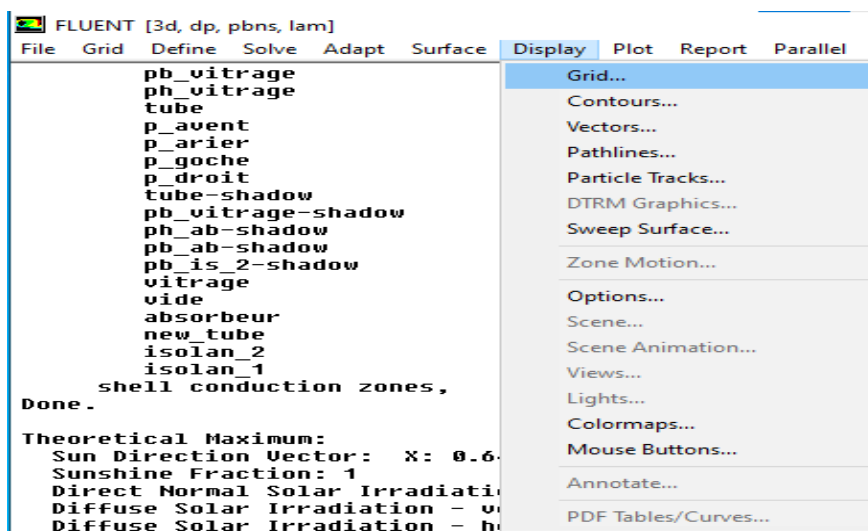 FLUENT [3d, dp, pbns, lam]
File Grid Define Solve Adapt Surface Display Plot Report Parallel
pb_vitrage
ph_vitrage
tube
p_avent
p_arier
p_goche
p_droit
tube-shadow
pb_vitrage-shadow
ph_ab-shadow
pb_ab-shadow
pb_is_2-shadow
vitrage
vide
absorbeur
new_tube
isolan_2
isolan_1
shell conduction zones,
Done.
Theoretical Maximum:
Sun Direction Vector: X: 0.6
Sunshine Fraction: 1
Direct Normal Solar Irradiati
Diffuse Solar Irradiation - v
Diffuse Solar Irradiation - h
Grid...
Contours...
Vectors...
Pathlines...
Particle Tracks...
DTRM Graphics...
Sweep Surface...
Zone Motion...
Options...
Scene...
Scene Animation...
Views...
Lights...
Colormaps...
Mouse Buttons...
Annotate...
PDF Tables/Curves...